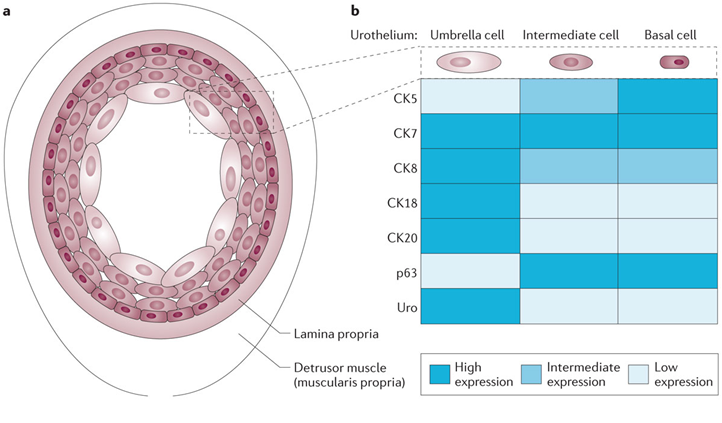 a
b
Urothelium: Umbrella cell Intermediate cell Basal cell
CK5
CK7
CK8
CK18
CK20
p63
Uro
Lamina propria
Detrusor muscle
(muscularis propria)
High
expression
Intermediate
expression
Low
expression